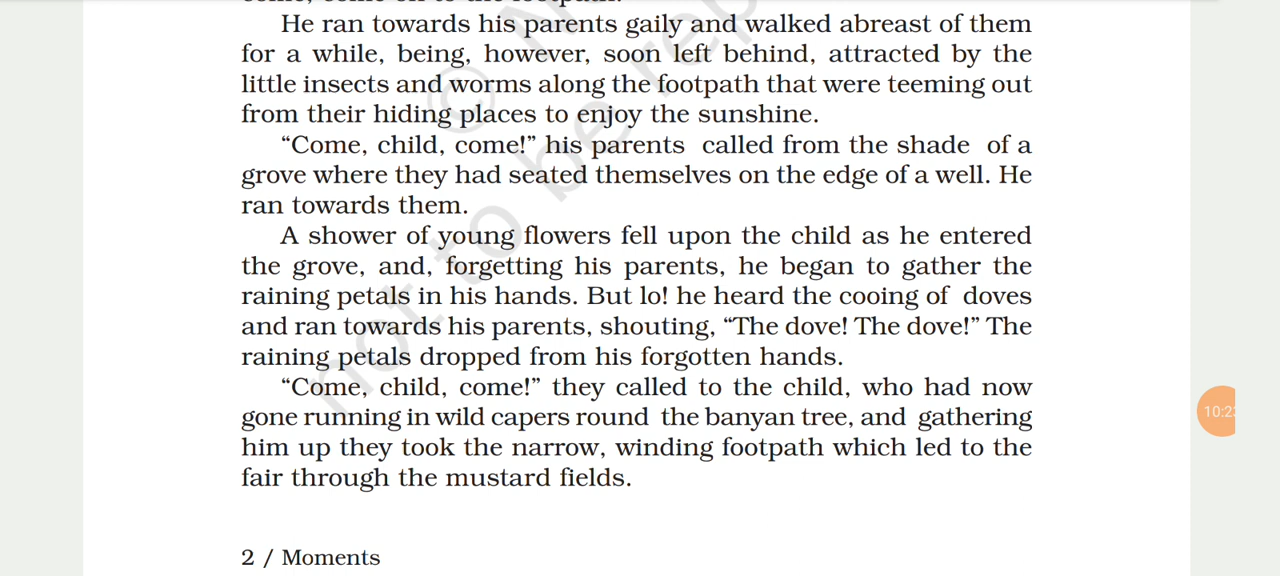 He ran towards his parents gaily and walked abreast of them
for a while, being, however, soon left behind, attracted by the
little insects and worms along the footpath that were teeming out
from their hiding places to enjoy the sunshine.
“Come, child, come!” his parents called from the shade of a
grove where they had seated themselves on the edge of a well. He
ran towards them.
A shower of young flowers fell upon the child as he entered
the grove, and, forgetting his parents, he began to gather the
raining petals in his hands. But lo! he heard the cooing of doves
and ran towards his parents, shouting, “The dove! The dove!” The
raining petals dropped from his forgotten hands.
“Come, child, come!” they called to the child, who had now
gone running in wild capers round the banyan tree, and gathering
him up they took the narrow, winding footpath which led to the
fair through the mustard fields.
2 / Moments
© N
not to be rep